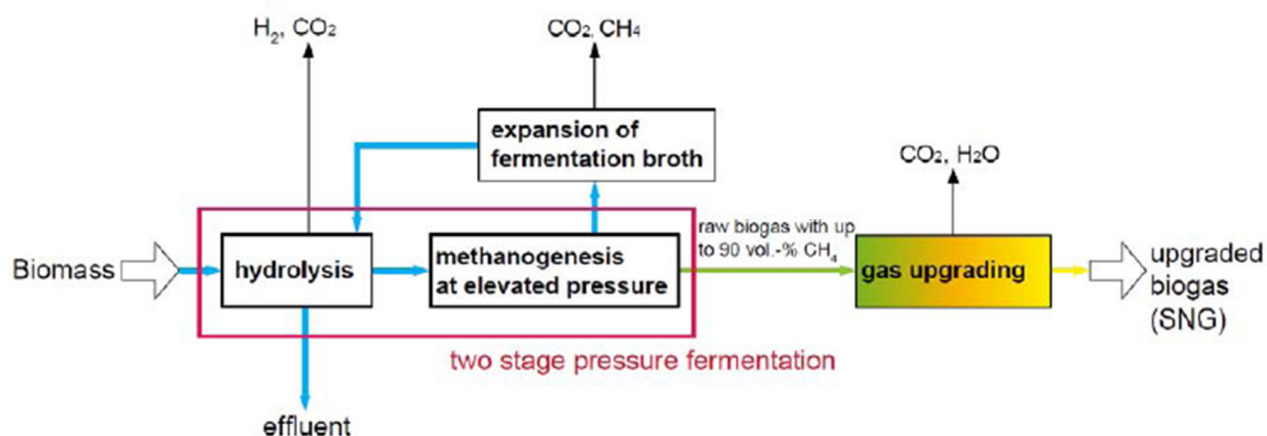 H₂, CO₂
CO₂, CH₄
expansion of
fermentation broth
CO₂, H₂O
Biomass
hydrolysis
methanogenesis
at elevated pressure
raw biogas with up
to 90 vol.-% CH₄
gas upgrading
upgraded
biogas
(SNG)
two stage pressure fermentation
effluent